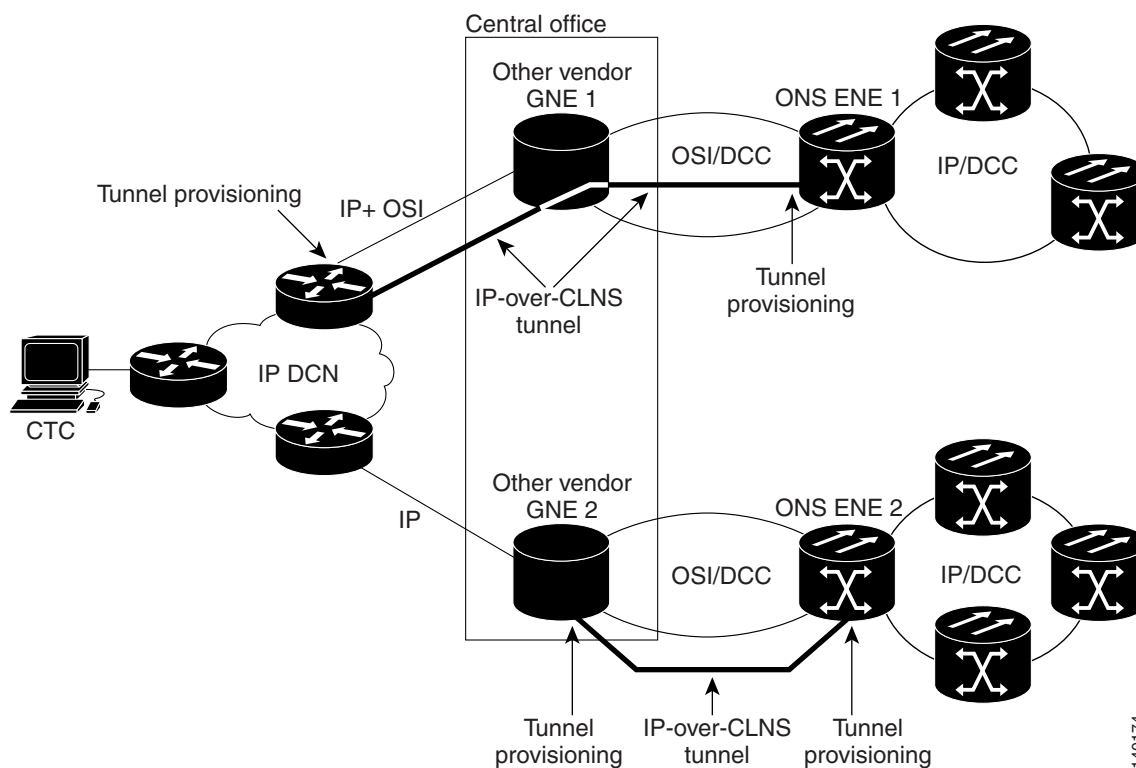 Central office
Other vendor
GNE 1
ONS ENE 1
OSI/DCC
IP/DCC
Tunnel provisioning
IP+ OSI
Tunnel
provisioning
IP-over-CLNS
tunnel
IP DCN
CTC
Other vendor
GNE 2
ONS ENE 2
IP
OSI/DCC
IP/DCC
Tunnel
provisioning
IP-over-CLNS
tunnel
Tunnel
provisioning